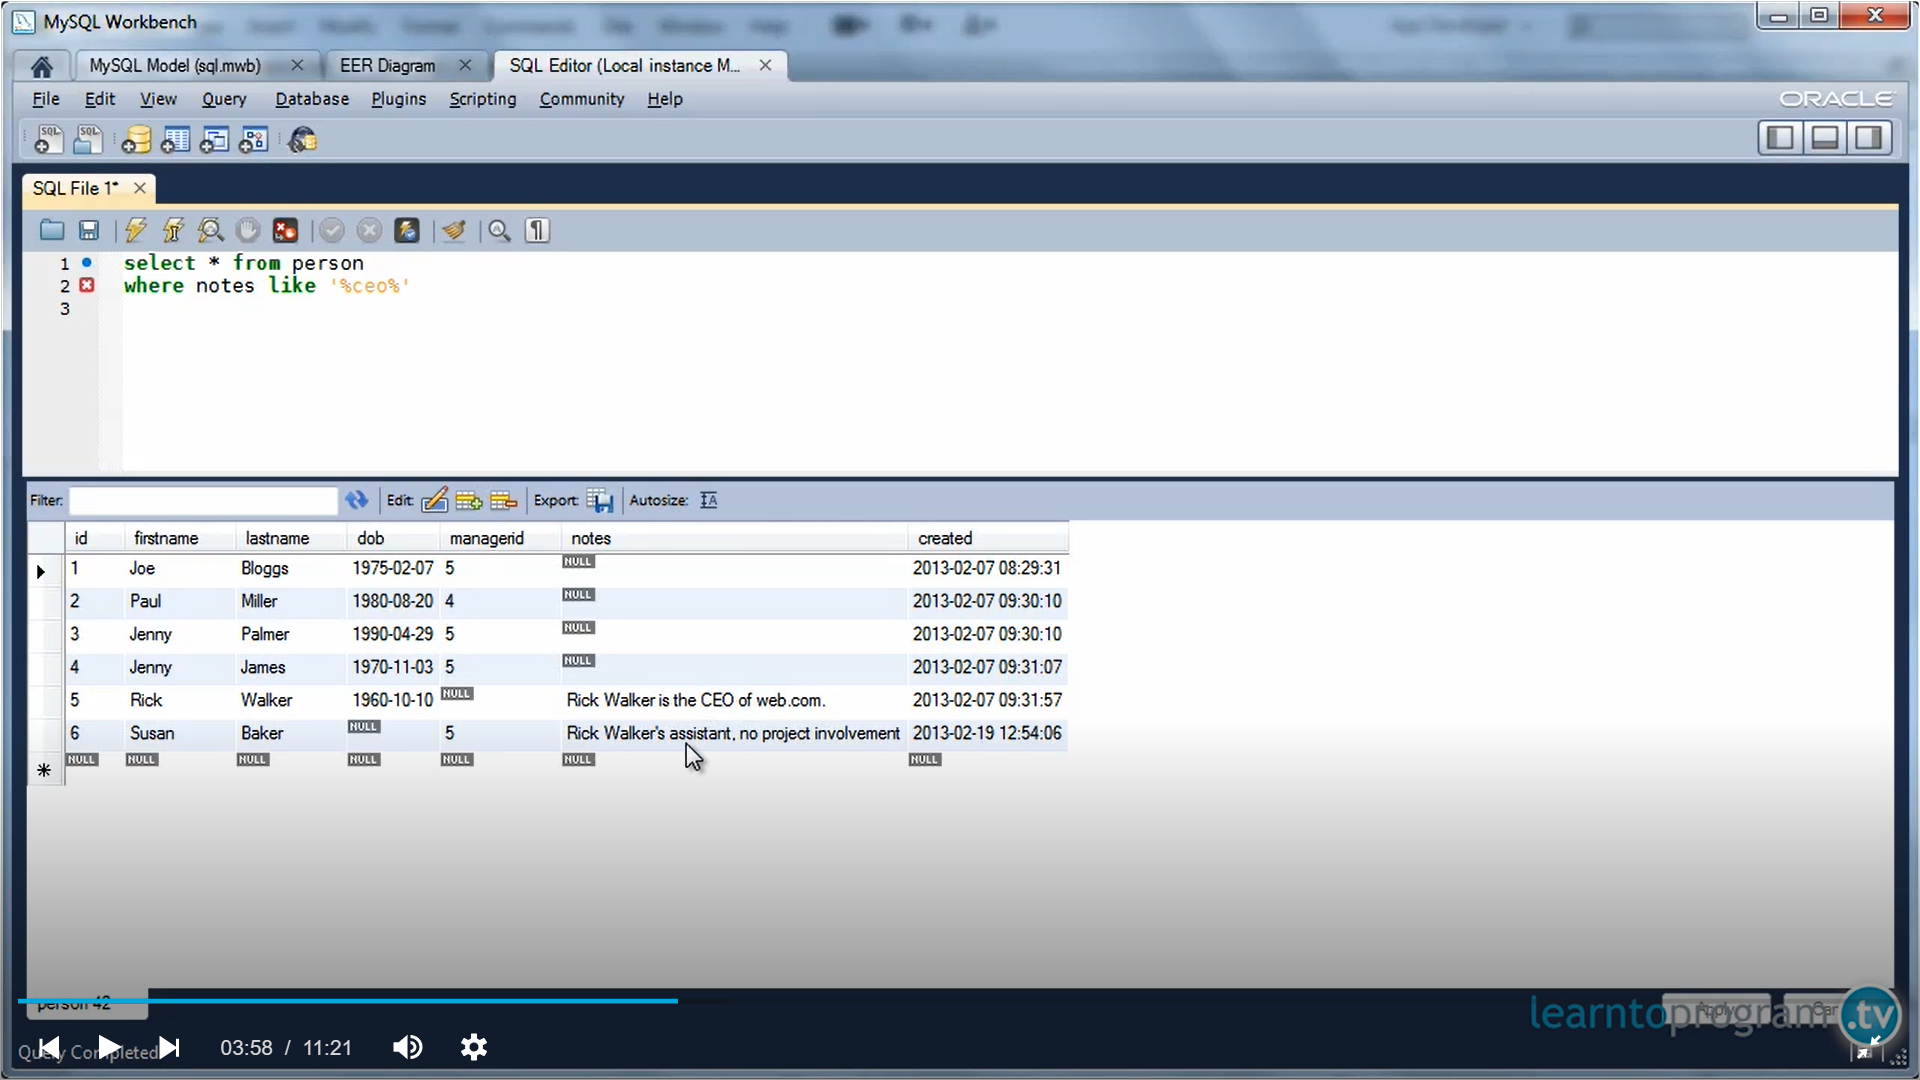 MySQL Workbench
MySQL Model (sql.mwb) EER Diagram SQL Editor (Local instance M...
File Edit View Query Database Plugins Scripting Community Help
ORACLE
SQL SQL
SQL File 1*
1 select * from person
2 where notes like '%ceo%'
3
Filter: Edit: Export: Autosize:
id firstname lastname dob managerid notes created
1 Joe Bloggs 1975-02-07 5 NULL 2013-02-07 08:29:31
2 Paul Miller 1980-08-20 4 NULL 2013-02-07 09:30:10
3 Jenny Palmer 1990-04-29 5 NULL 2013-02-07 09:30:10
4 Jenny James 1970-11-03 5 NULL 2013-02-07 09:31:07
5 Rick Walker 1960-10-10 NULL Rick Walker is the CEO of web.com. 2013-02-07 09:31:57
6 Susan Baker NULL 5 Rick Walker's assistant, no project involvement 2013-02-19 12:54:06
NULL NULL NULL NULL NULL NULL NULL
person 42
learntoprogram.tv
Apply
Query Completed
03:58 / 11:21